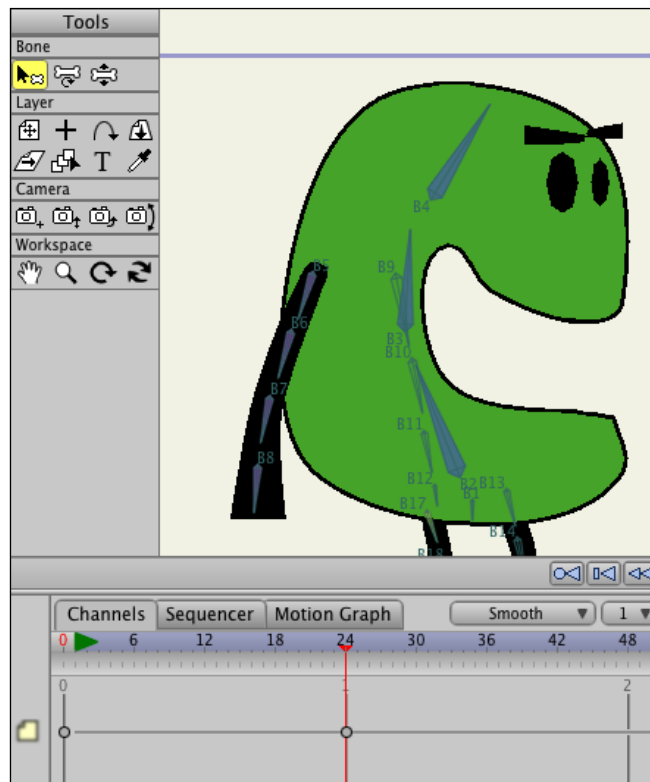 Tools
Bone
Layer
T
Camera
Workspace
B4
B5
B9
B6
B3
B10
B7
B11
B8
B12
B2
B13
B1
B17
B14
B18
Channels Sequencer Motion Graph Smooth 1
0 6 12 18 24 30 36 42 48
0 1 2